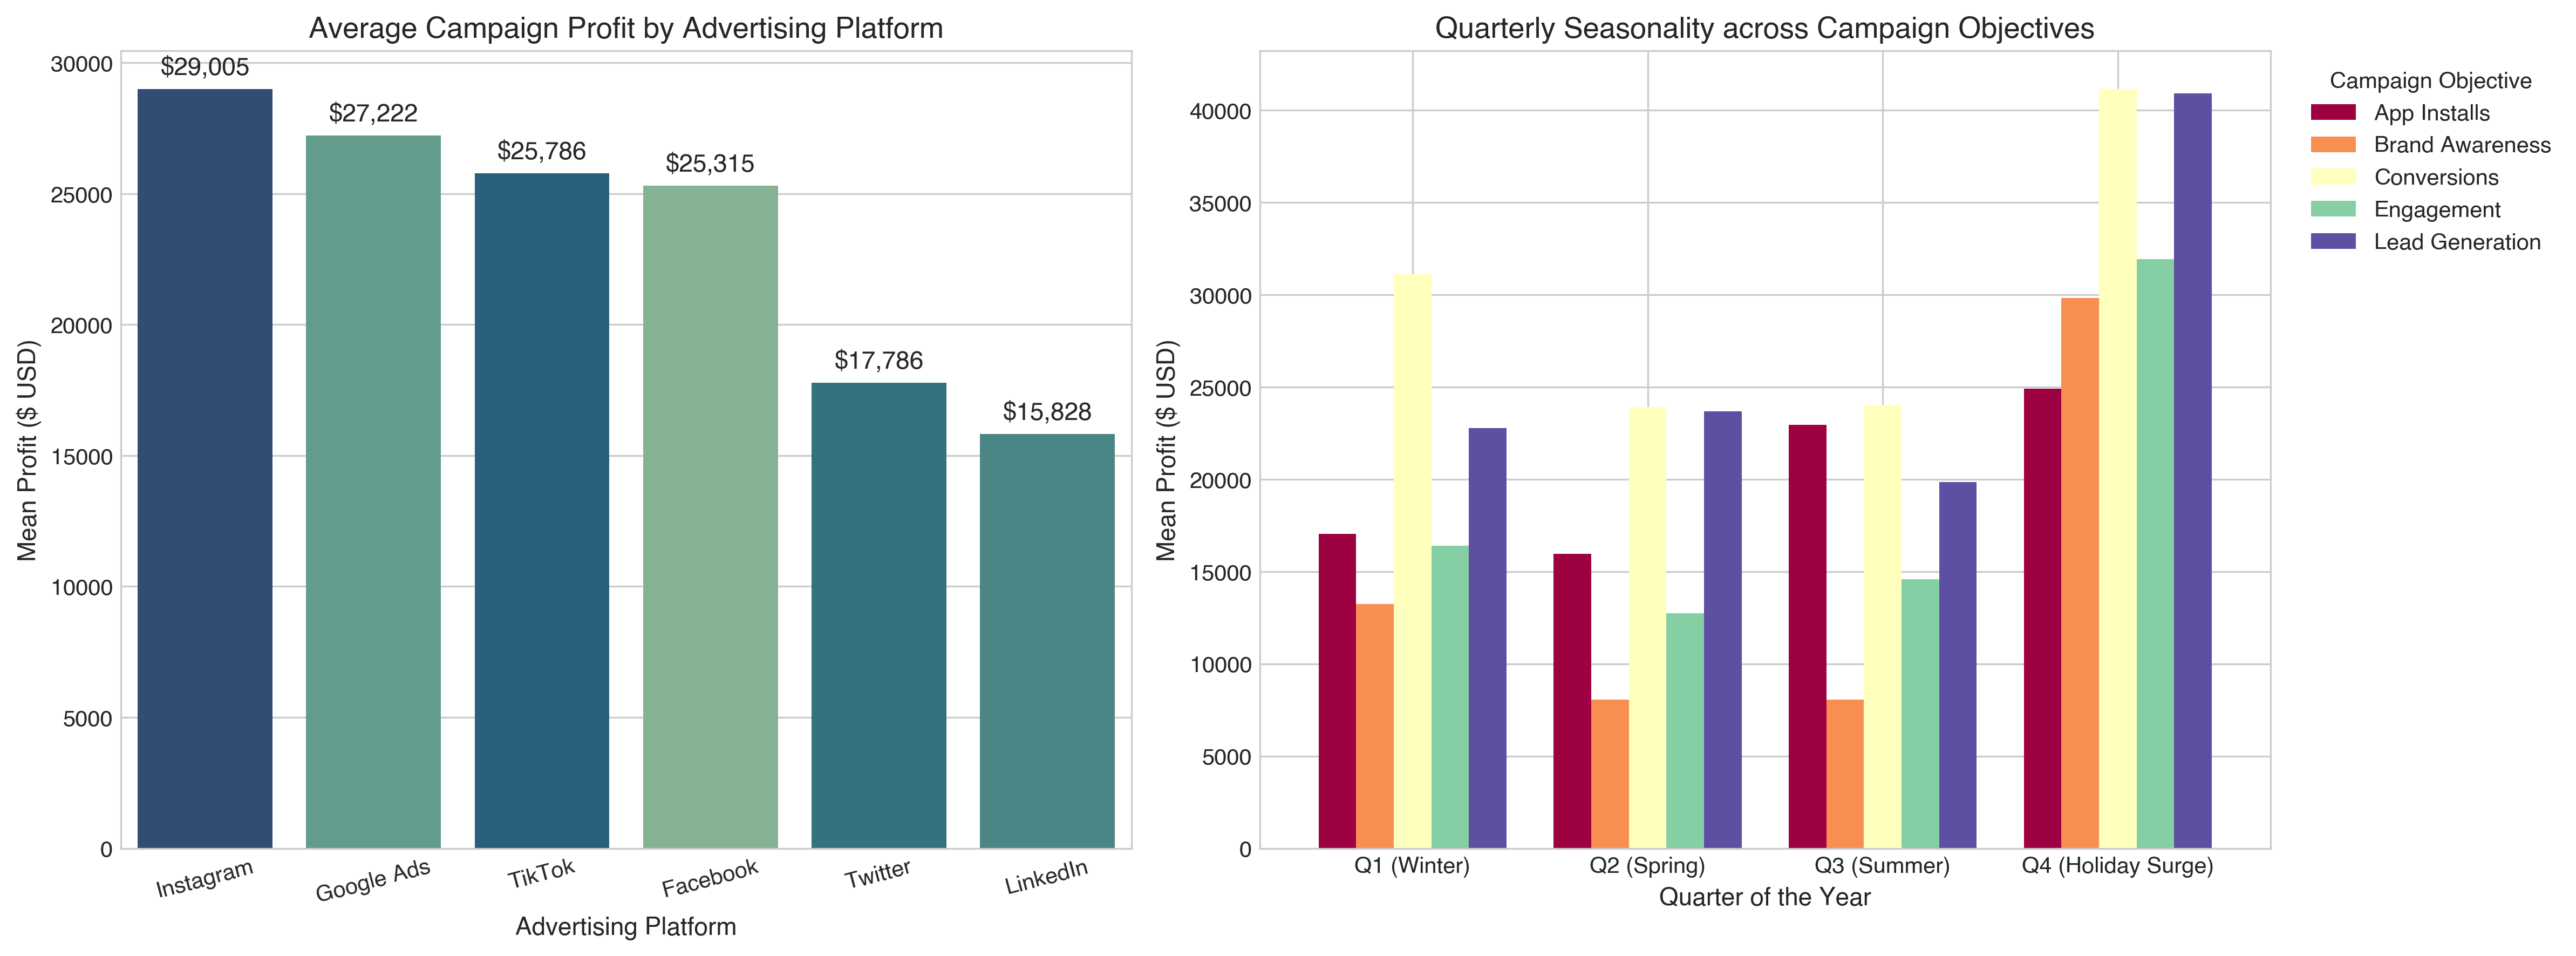 Average Campaign Profit by Advertising Platform
Mean Profit ($ USD)
30000
25000
20000
15000
10000
5000
0
$29,005
$27,222
$25,786
$25,315
$17,786
$15,828
Instagram
Google Ads
TikTok
Facebook
Twitter
LinkedIn
Advertising Platform
Quarterly Seasonality across Campaign Objectives
Mean Profit ($ USD)
40000
35000
30000
25000
20000
15000
10000
5000
0
Q1 (Winter)
Q2 (Spring)
Q3 (Summer)
Q4 (Holiday Surge)
Quarter of the Year
Campaign Objective
App Installs
Brand Awareness
Conversions
Engagement
Lead Generation